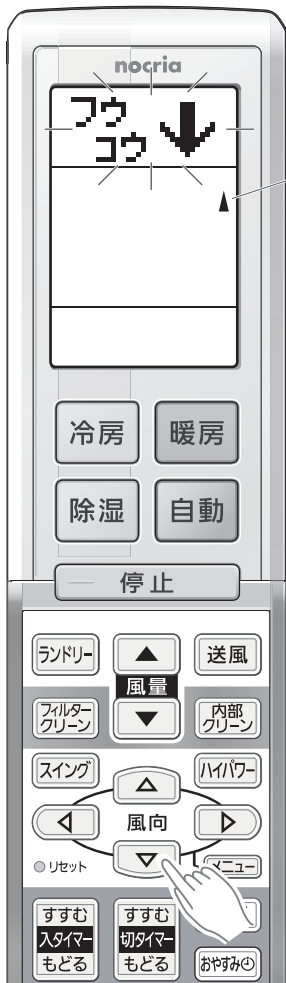 nocria
フウ
コウ
冷房 暖房
除湿 自動
停止
ランドリー 送風
風量
フィルター
クリーン
内部
クリーン
スイング ハイパワー
風向
リセット メニュー
すすむ すすむ
入タイマー 切タイマー
もどる もどる
おやすみ